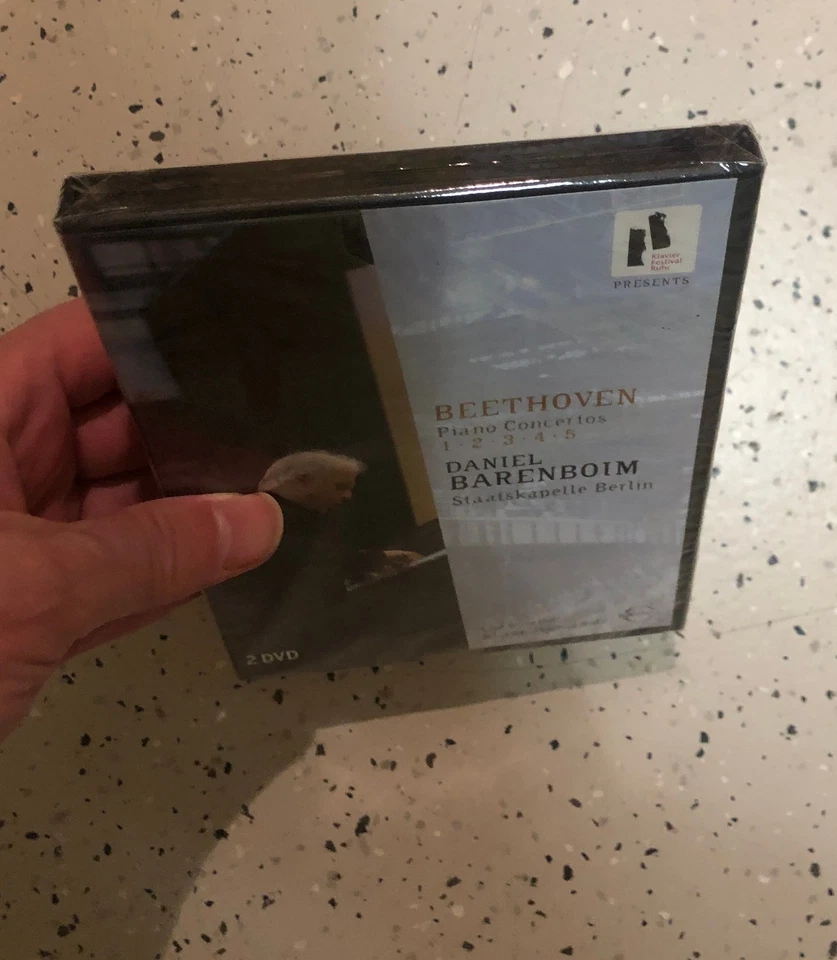 Klavier
Festival
Ruhr
PRESENTS
BEETHOVEN
Piano Concertos
1 · 2 · 3 · 4 · 5
DANIEL
BARENBOIM
Staatskapelle Berlin
2 DVD